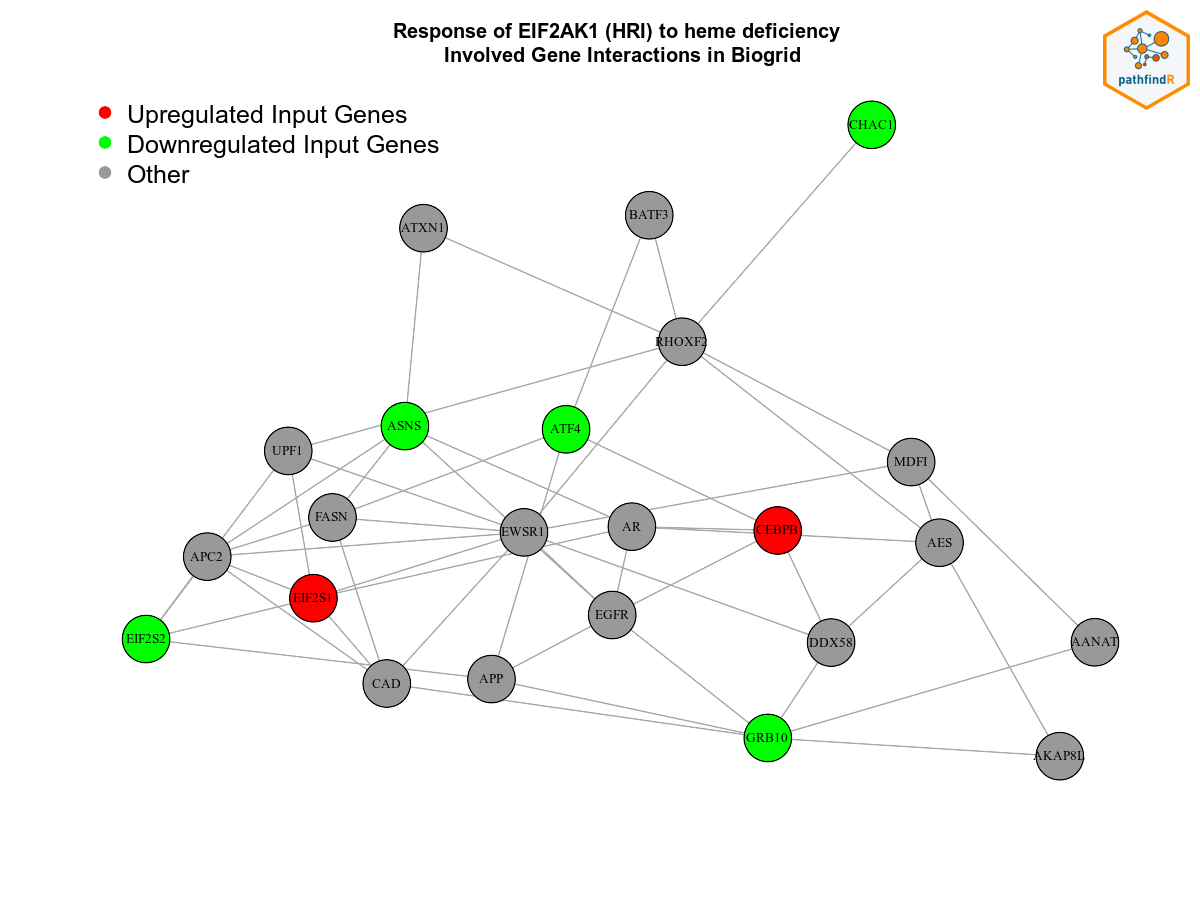 Response of EIF2AK1 (HRI) to heme deficiency
Involved Gene Interactions in Biogrid
pathfindR
Upregulated Input Genes
Downregulated Input Genes
Other
CHAC1
ATXN1
BATF3
RHOXF2
ASNS
ATF4
UPF1
MDFI
FASN
EWSR1
AR
CEBPB
AES
APC2
EIF2S1
EGFR
EIF2S2
DDX58
AANAT
CAD
APP
GRB10
AKAP8L